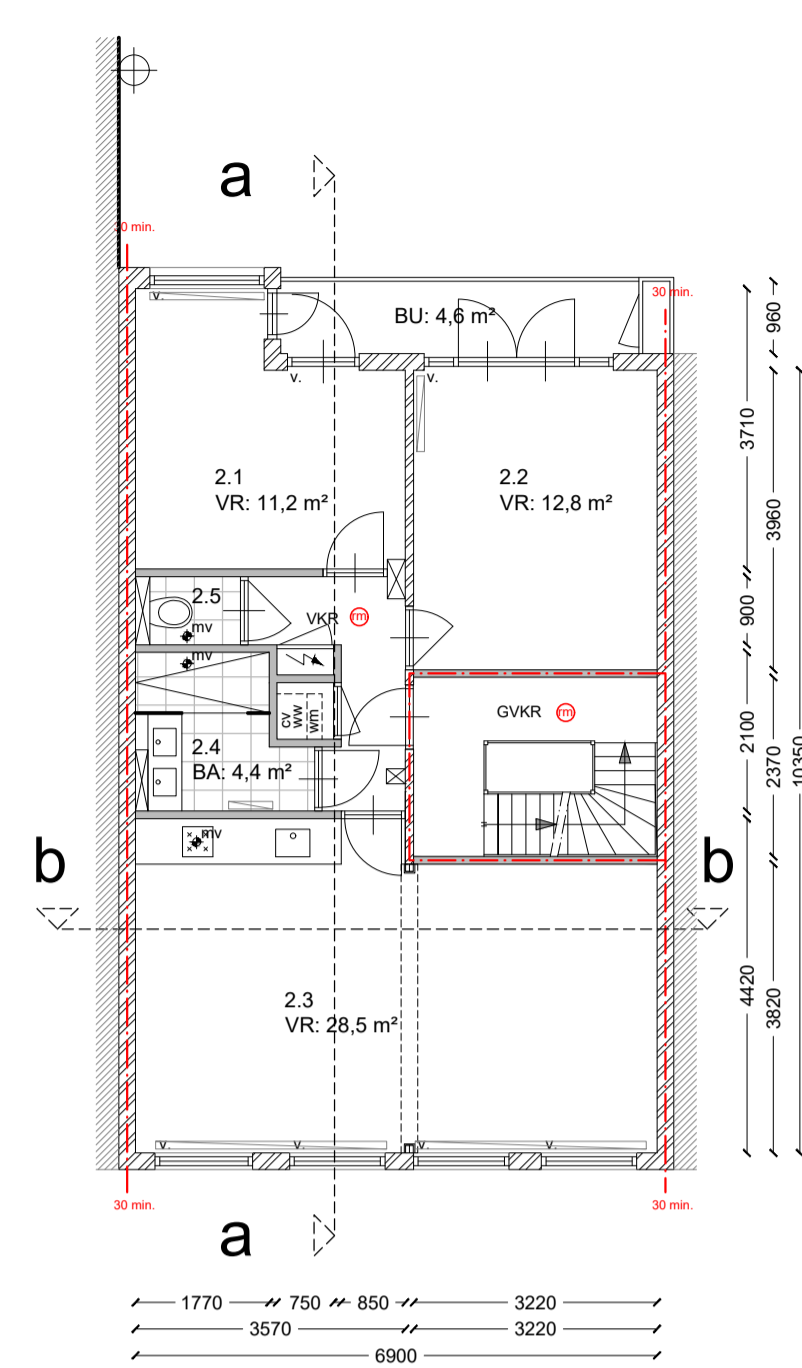 a
30 min.
30 min.
v.
BU: 4,6 m²
v.
v.
960
2.1
VR: 11,2 m²
2.2
VR: 12,8 m²
3710
3960
2.5
mv
VKR rm
900
mv
cv
ww
wm
GVKR rm
2.4
BA: 4,4 m²
2100
2370
10350
mv
b
b
2.3
VR: 28,5 m²
4420
3820
v. v. v. v.
30 min.
30 min.
a
1770 750 850 3220
3570 3220
6900